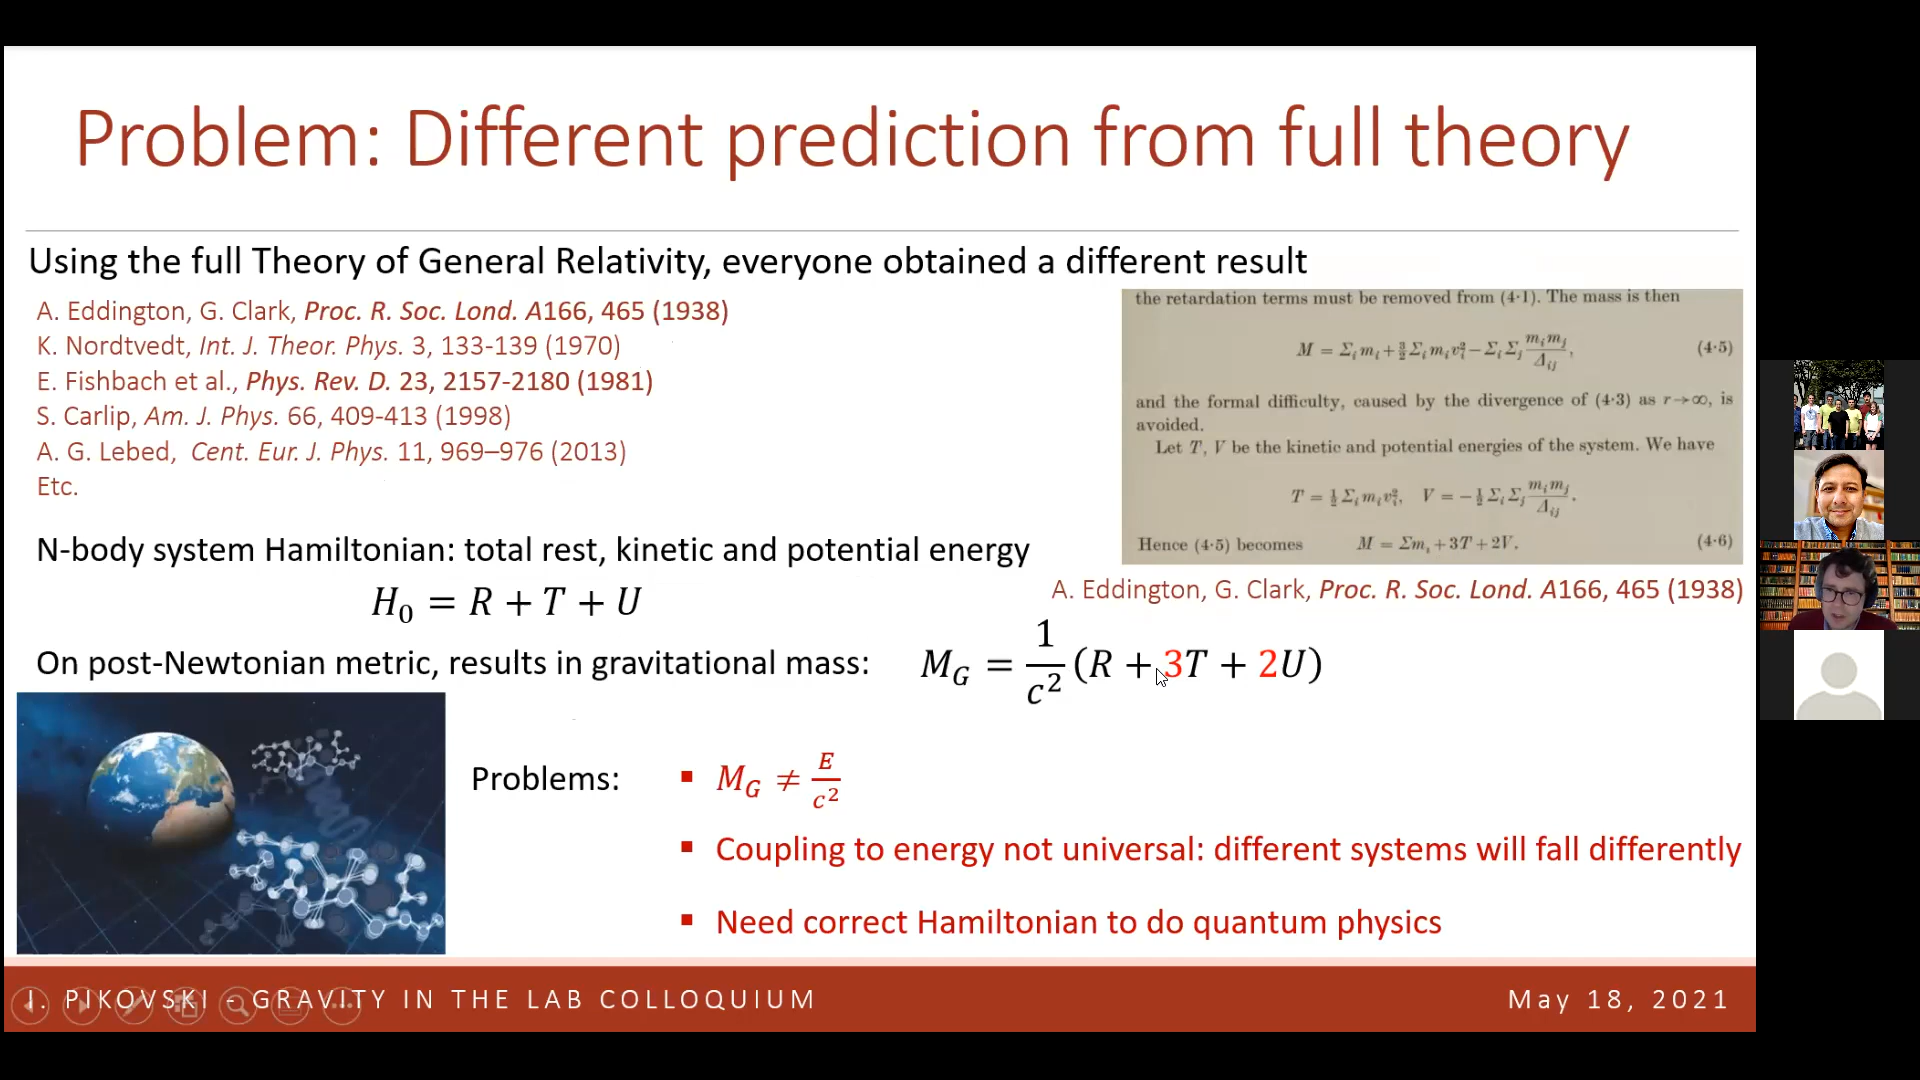 Problem: Different prediction from full theory
Using the full Theory of General Relativity, everyone obtained a different result
A. Eddington, G. Clark, Proc. R. Soc. Lond. A166, 465 (1938)
K. Nordtvedt, Int. J. Theor. Phys. 3, 133-139 (1970)
E. Fishbach et al., Phys. Rev. D. 23, 2157-2180 (1981)
S. Carlip, Am. J. Phys. 66, 409-413 (1998)
A. G. Lebed, Cent. Eur. J. Phys. 11, 969–976 (2013)
Etc.
the retardation terms must be removed from (4·1). The mass is then
M = Σᵢ mᵢ + 3/2 Σᵢ mᵢvᵢ² − Σᵢ Σⱼ mᵢmⱼ/Δᵢⱼ, (4·5)
and the formal difficulty, caused by the divergence of (4·3) as r→∞, is
avoided.
Let T, V be the kinetic and potential energies of the system. We have
T = ½ Σᵢ mᵢvᵢ², V = −½ Σᵢ Σⱼ mᵢmⱼ/Δᵢⱼ.
Hence (4·5) becomes M = Σmᵢ + 3T + 2V. (4·6)
A. Eddington, G. Clark, Proc. R. Soc. Lond. A166, 465 (1938)
N-body system Hamiltonian: total rest, kinetic and potential energy
H₀ = R + T + U
On post-Newtonian metric, results in gravitational mass: M_G = 1/c² (R + 3T + 2U)
Problems:
▪ M_G ≠ E/c²
▪ Coupling to energy not universal: different systems will fall differently
▪ Need correct Hamiltonian to do quantum physics
I. PIKOVSKI - GRAVITY IN THE LAB COLLOQUIUM
May 18, 2021